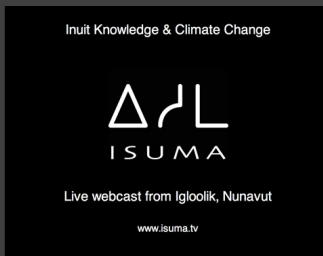 Inuit Knowledge & Climate Change
ᐃᓱᒪ
ISUMA
Live webcast from Igloolik, Nunavut
www.isuma.tv